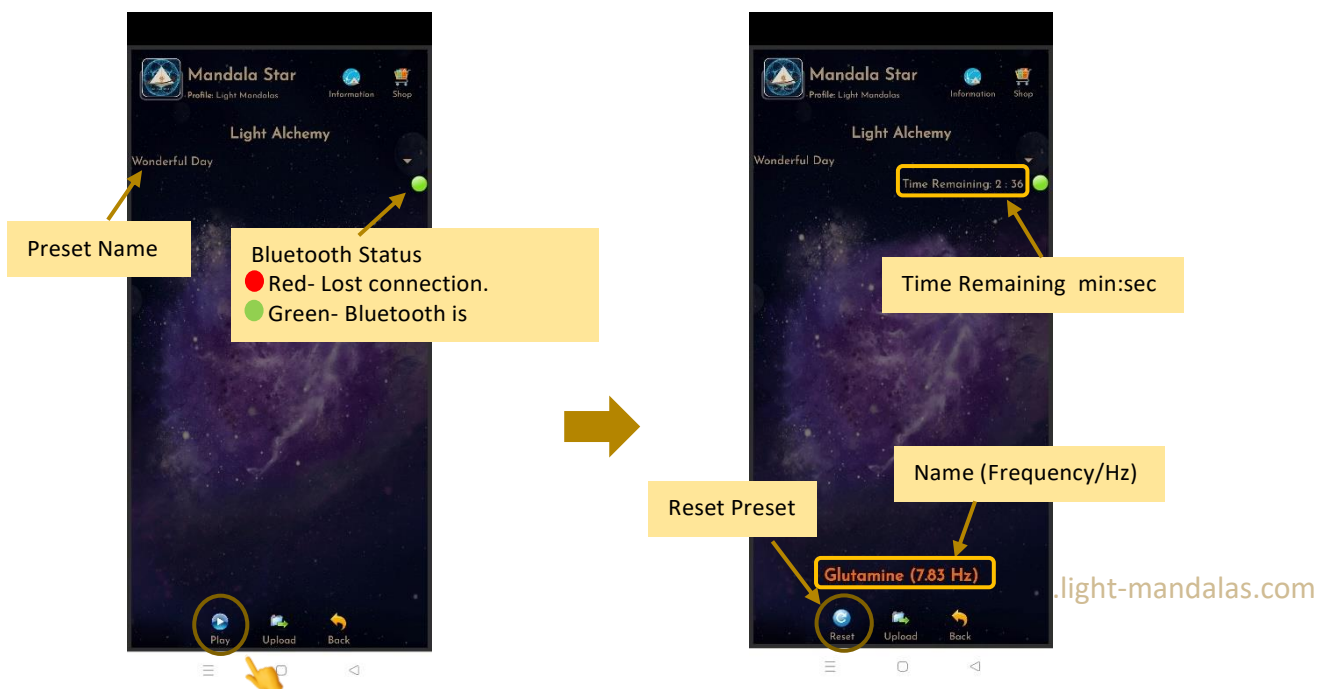 Mandala Star
Profile: Light Mandalas
Information
Shop
Light Alchemy
Wonderful Day
Preset Name
Bluetooth Status
Red- Lost connection.
Green- Bluetooth is
Play
Upload
Back
Mandala Star
Profile: Light Mandalas
Information
Shop
Light Alchemy
Wonderful Day
Time Remaining: 2 : 36
Time Remaining min:sec
Name (Frequency/Hz)
Reset Preset
Glutamine (7.83 Hz)
.light-mandalas.com
Reset
Upload
Back